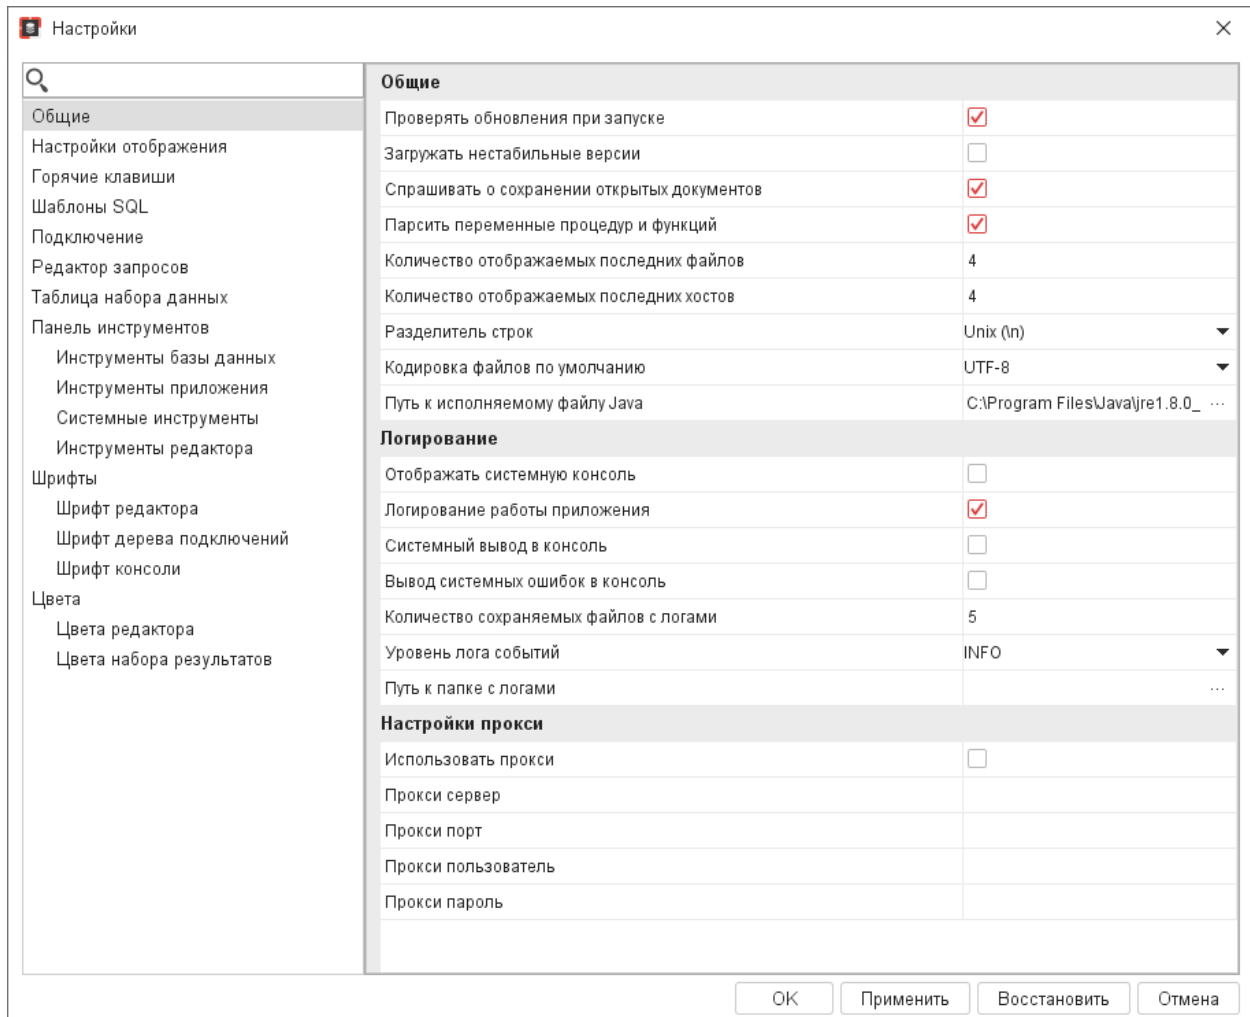 Настройки
Общие
Настройки отображения
Горячие клавиши
Шаблоны SQL
Подключение
Редактор запросов
Таблица набора данных
Панель инструментов
Инструменты базы данных
Инструменты приложения
Системные инструменты
Инструменты редактора
Шрифты
Шрифт редактора
Шрифт дерева подключений
Шрифт консоли
Цвета
Цвета редактора
Цвета набора результатов
Общие
Проверять обновления при запуске
Загружать нестабильные версии
Спрашивать о сохранении открытых документов
Парсить переменные процедур и функций
Количество отображаемых последних файлов 4
Количество отображаемых последних хостов 4
Разделитель строк Unix (\n)
Кодировка файлов по умолчанию UTF-8
Путь к исполняемому файлу Java C:\Program Files\Java\jre1.8.0_ ...
Логирование
Отображать системную консоль
Логирование работы приложения
Системный вывод в консоль
Вывод системных ошибок в консоль
Количество сохраняемых файлов с логами 5
Уровень лога событий INFO
Путь к папке с логами ...
Настройки прокси
Использовать прокси
Прокси сервер
Прокси порт
Прокси пользователь
Прокси пароль
OK Применить Восстановить Отмена